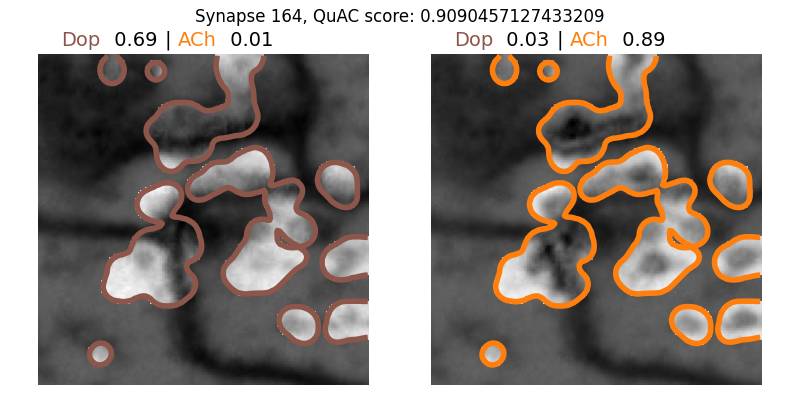 Synapse 164, QuAC score: 0.9090457127433209
Dop 0.69 | ACh 0.01
Dop 0.03 | ACh 0.89